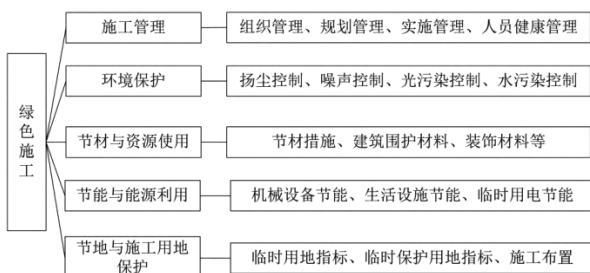 绿色施工
施工管理
组织管理、规划管理、实施管理、人员健康管理
环境保护
扬尘控制、噪声控制、光污染控制、水污染控制
节材与资源使用
节材措施、建筑围护材料、装饰材料等
节能与能源利用
机械设备节能、生活设施节能、临时用电节能
节地与施工用地
保护
临时用地指标、临时保护用地指标、施工布置